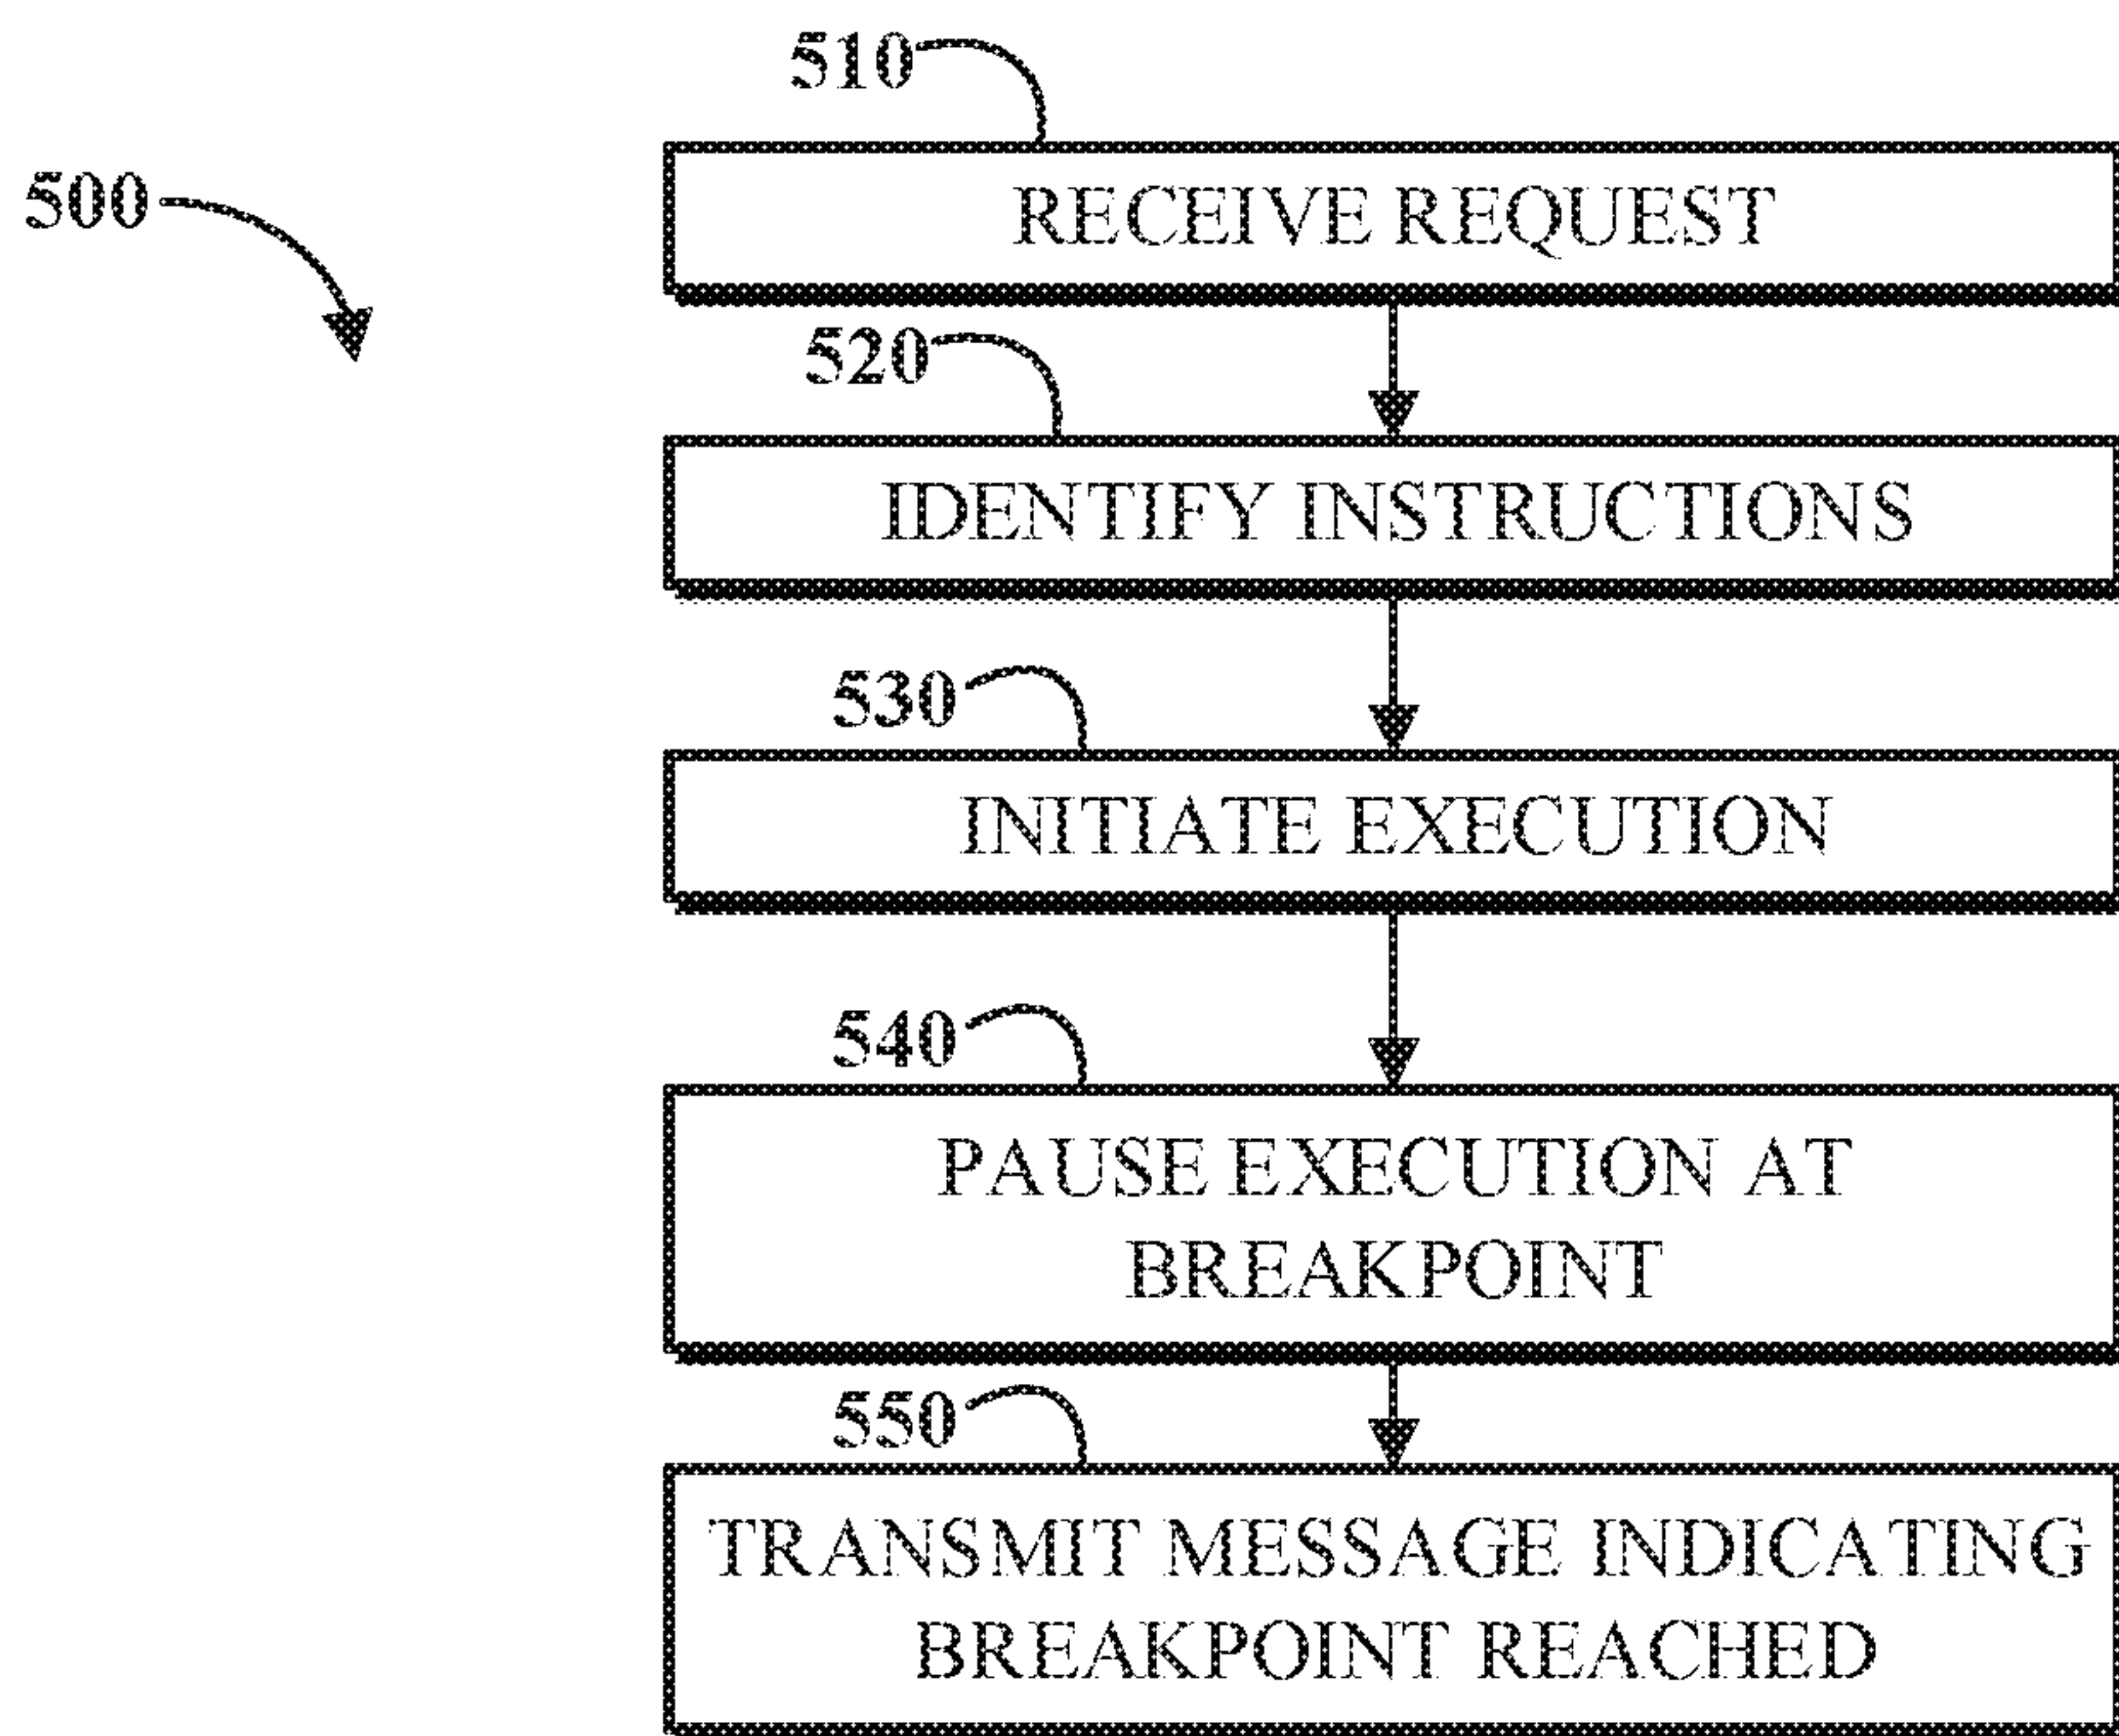 510
500
RECEIVE REQUEST
520
IDENTIFY INSTRUCTIONS
530
INITIATE EXECUTION
540
PAUSE EXECUTION AT
BREAKPOINT
550
TRANSMIT MESSAGE INDICATING
BREAKPOINT REACHED